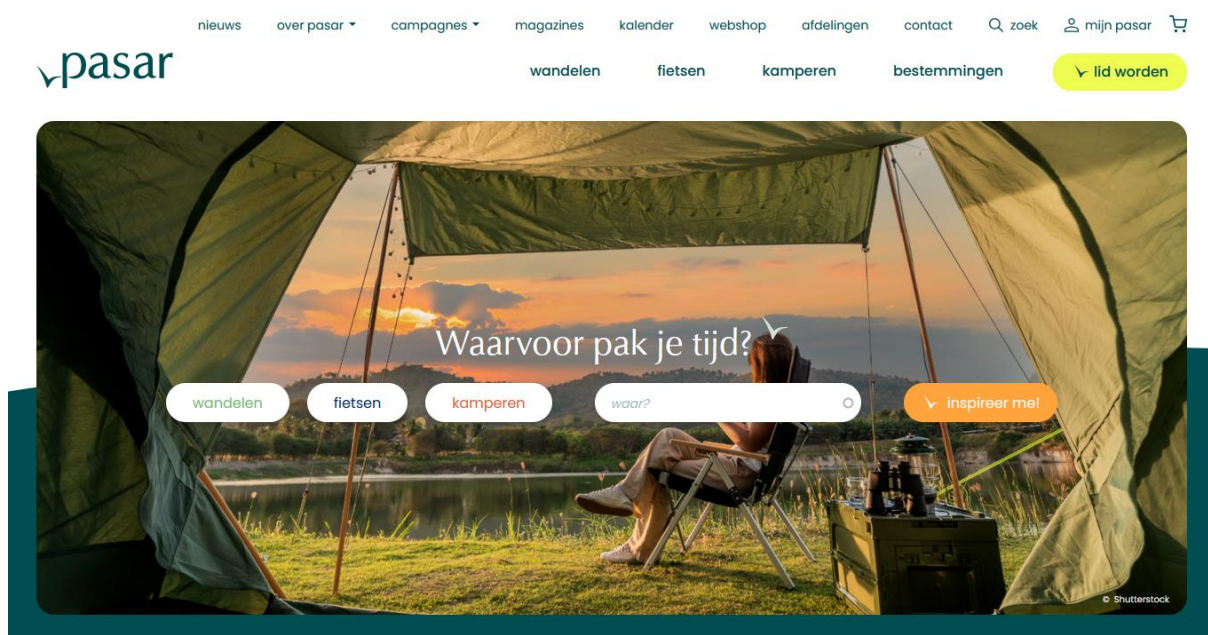 nieuws over pasar campagnes magazines kalender webshop afdelingen contact zoek mijn pasar
pasar
wandelen fietsen kamperen bestemmingen lid worden
Waarvoor pak je tijd?
wandelen fietsen kamperen waar? inspireer me!
© Shutterstock